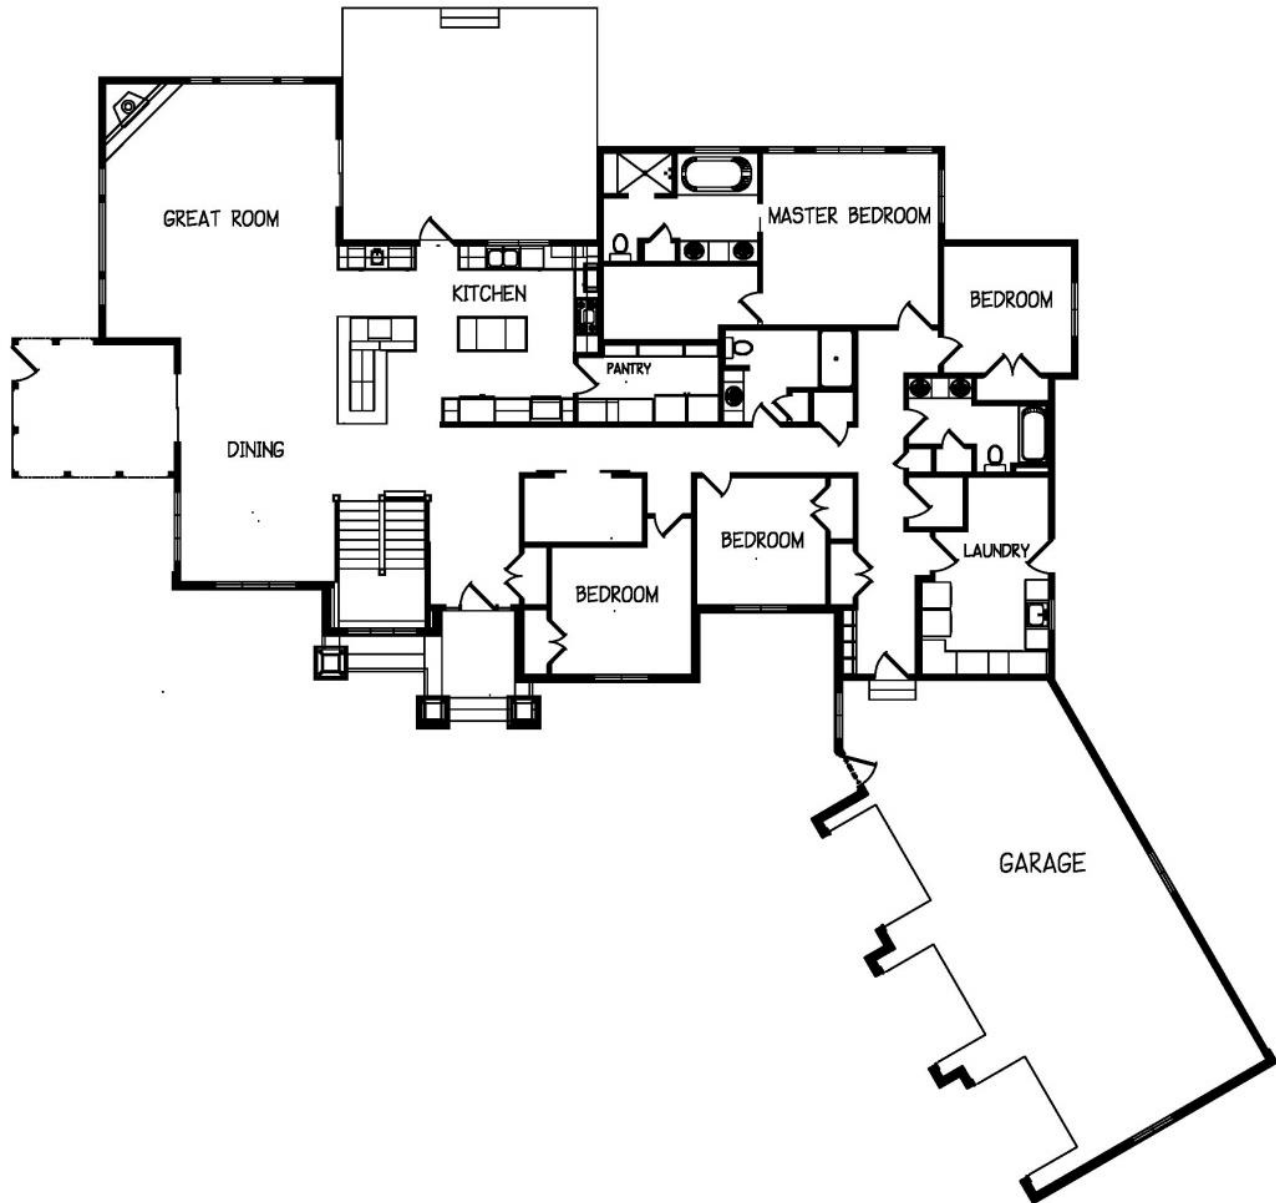 GREAT ROOM
MASTER BEDROOM
KITCHEN
BEDROOM
PANTRY
DINING
BEDROOM
LAUNDRY
BEDROOM
GARAGE